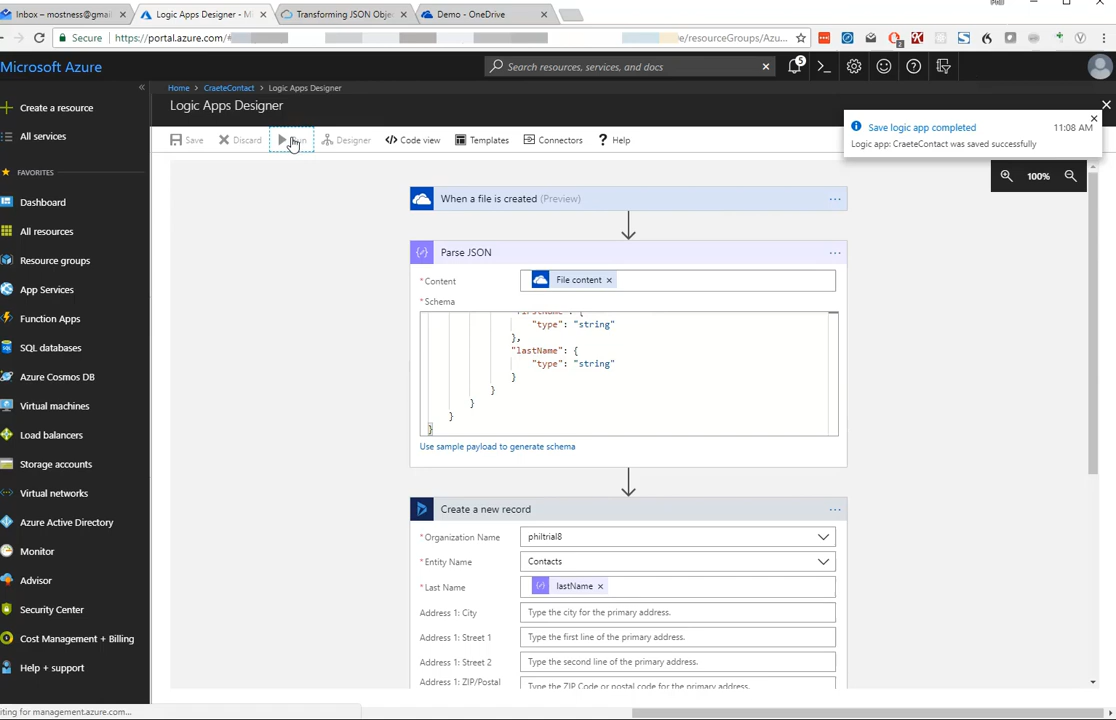 Phil
Inbox – mostness@gmail
Logic Apps Designer - Mi
Transforming JSON Objec
Demo - OneDrive
Secure
https://portal.azure.com/#
e/resourceGroups/Azu...
Microsoft Azure
Search resources, services, and docs
5
2
Home > CraeteContact > Logic Apps Designer
Logic Apps Designer
Save
Discard
Designer
Code view
Templates
Connectors
Help
Save logic app completed
11:08 AM
Logic app: CraeteContact was saved successfully
100%
Create a resource
All services
FAVORITES
Dashboard
All resources
Resource groups
App Services
Function Apps
SQL databases
Azure Cosmos DB
Virtual machines
Load balancers
Storage accounts
Virtual networks
Azure Active Directory
Monitor
Advisor
Security Center
Cost Management + Billing
Help + support
When a file is created (Preview)
Parse JSON
* Content
File content ×
* Schema
"firstName": {
"type": "string"
},
"lastName": {
"type": "string"
}
}
}
}
}
Use sample payload to generate schema
Create a new record
* Organization Name
philtrial8
* Entity Name
Contacts
* Last Name
lastName ×
Address 1: City
Type the city for the primary address.
Address 1: Street 1
Type the first line of the primary address.
Address 1: Street 2
Type the second line of the primary address.
Address 1: ZIP/Postal
Type the ZIP Code or postal code for the primary address.
iting for management.azure.com...